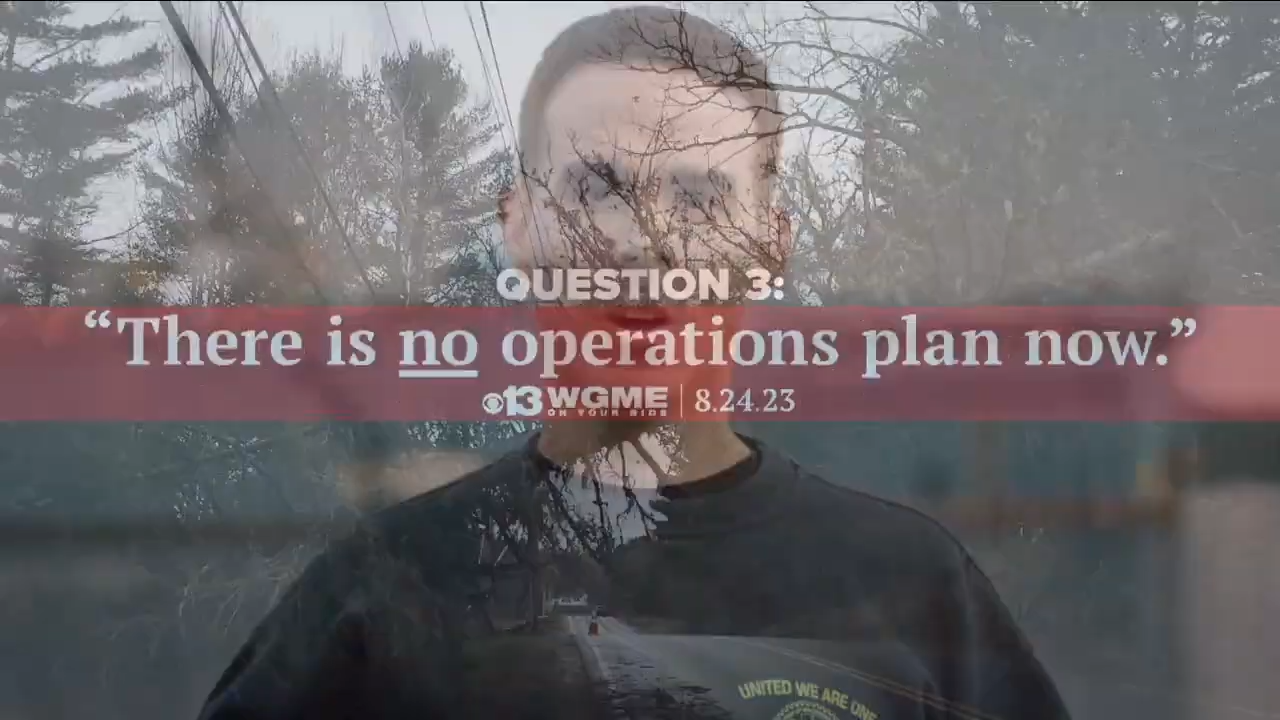 QUESTION 3:
“There is no operations plan now.”
13 WGME | 8.24.23
ON YOUR SIDE
UNITED WE ARE ONE